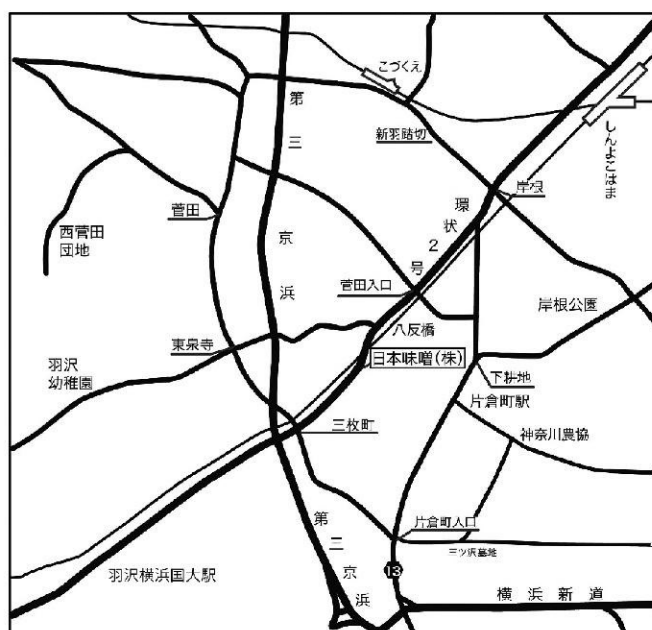 こづくえ
第三京浜
新羽踏切
しんよこはま
岸根
菅田
環状2号
西菅田
団地
菅田入口
岸根公園
八反橋
東泉寺
日本味噌(株)
羽沢
幼稚園
下耕地
片倉町駅
神奈川農協
三枚町
第三京浜
片倉町入口
三ツ沢墓地
羽沢横浜国大駅
13
横浜新道